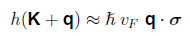 h(K + q) ≈ ℏ v_F q · σ